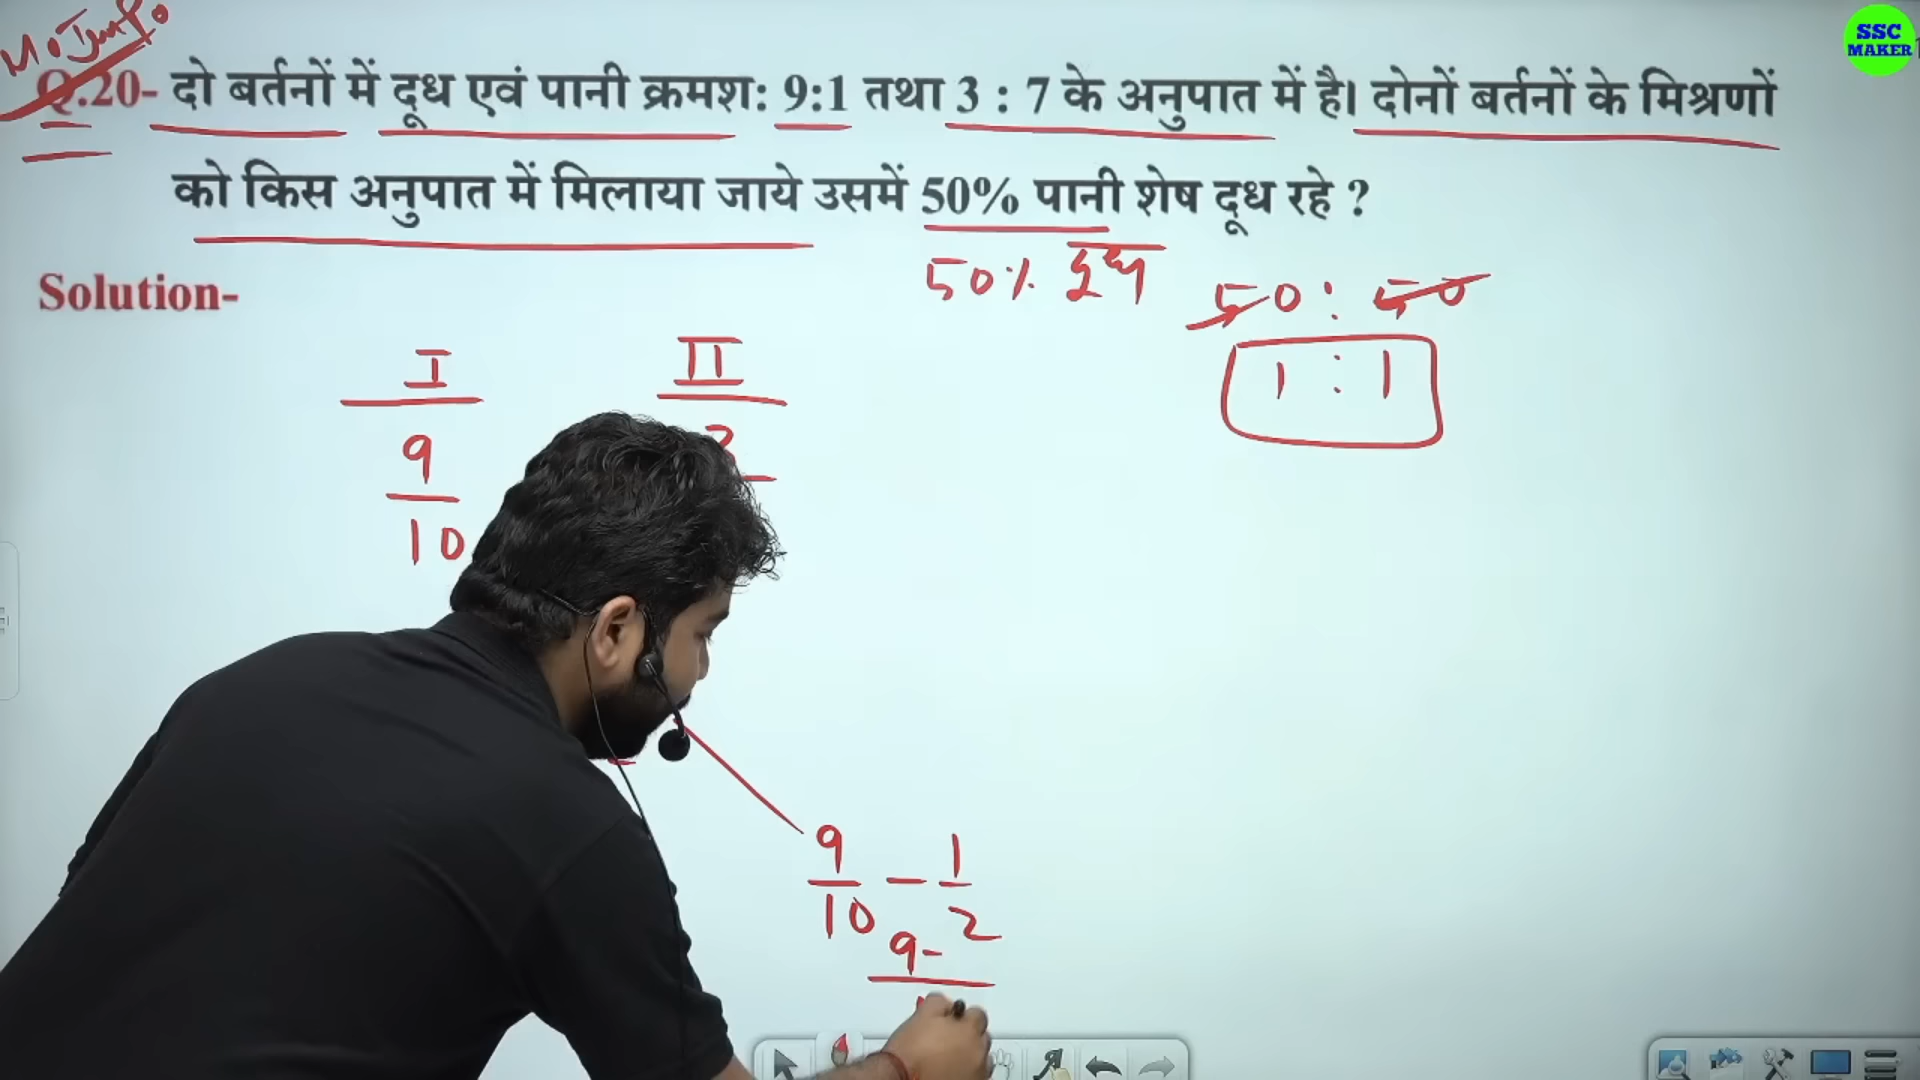 SSC
MAKER
Q.20- दो बर्तनों में दूध एवं पानी क्रमश: 9:1 तथा 3 : 7 के अनुपात में है। दोनों बर्तनों के मिश्रणों
को किस अनुपात में मिलाया जाये उसमें 50% पानी शेष दूध रहे ?
50% दूध 50 : 50
Solution-
1 : 1
I II
9
10
9/10 - 1/2
9-